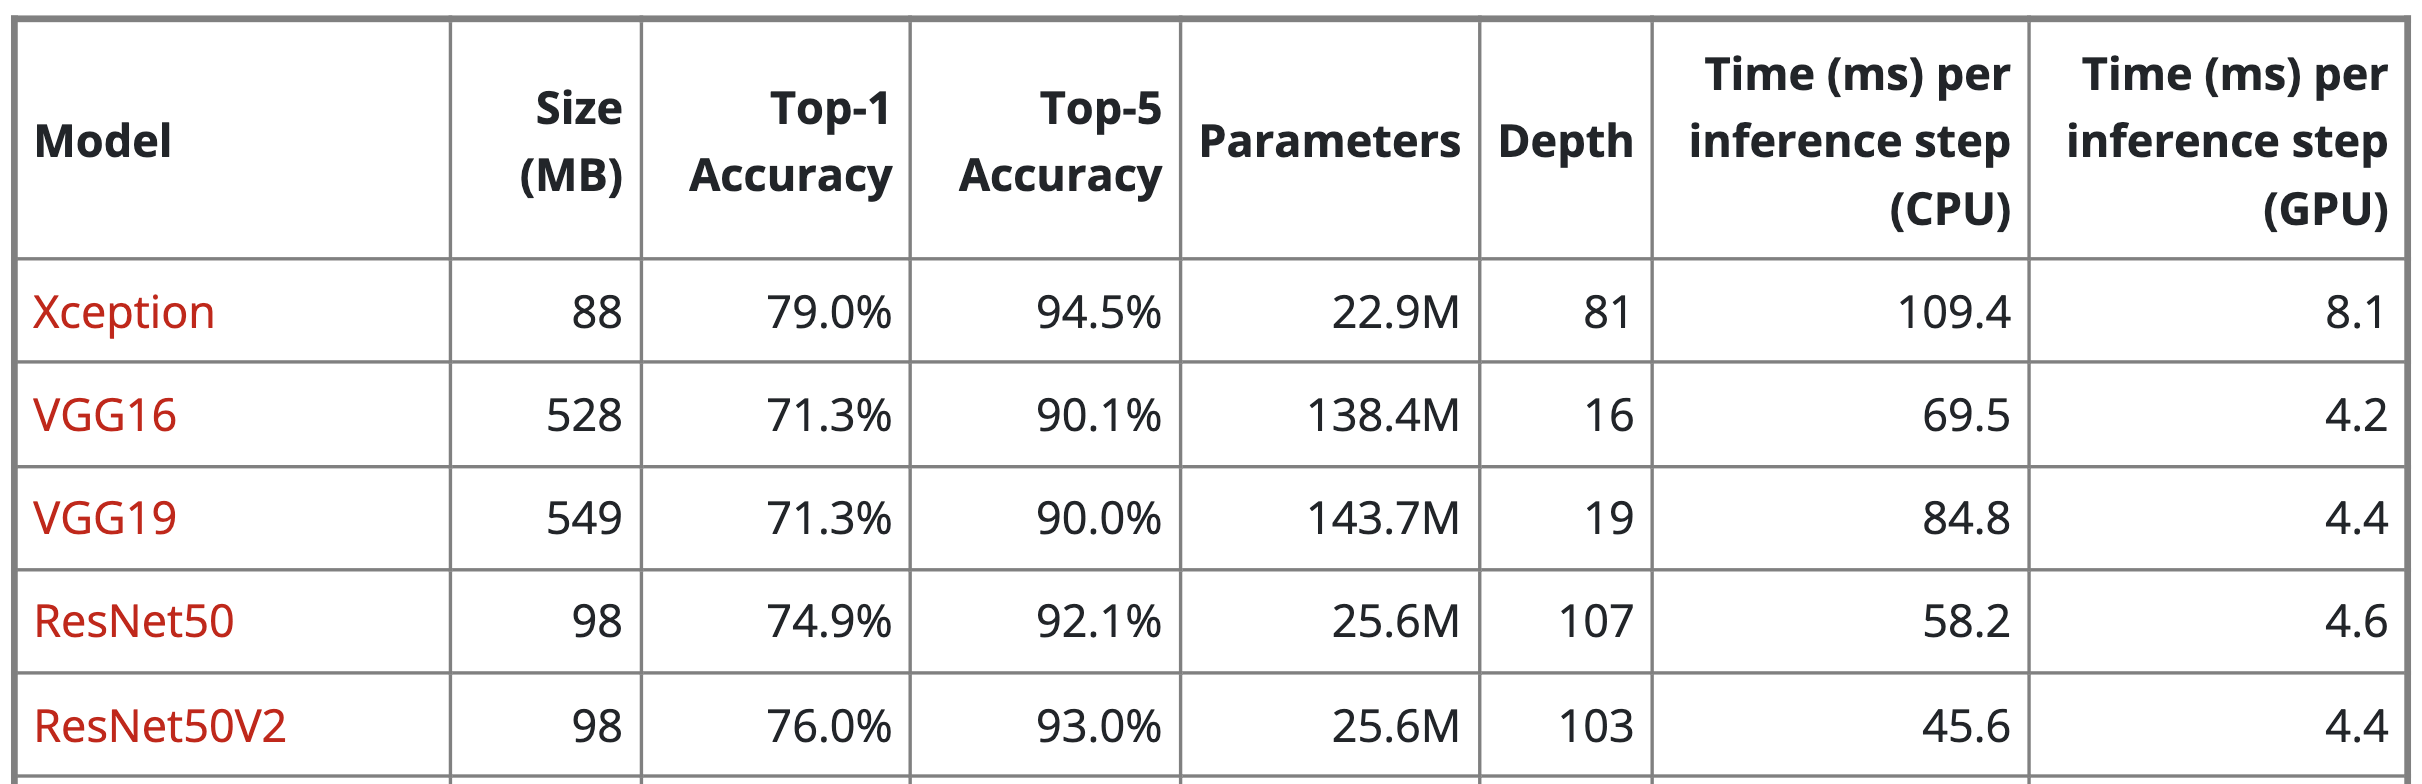 Model Size (MB) Top-1 Accuracy Top-5 Accuracy Parameters Depth Time (ms) per inference step (CPU) Time (ms) per inference step (GPU)
Xception 88 79.0% 94.5% 22.9M 81 109.4 8.1
VGG16 528 71.3% 90.1% 138.4M 16 69.5 4.2
VGG19 549 71.3% 90.0% 143.7M 19 84.8 4.4
ResNet50 98 74.9% 92.1% 25.6M 107 58.2 4.6
ResNet50V2 98 76.0% 93.0% 25.6M 103 45.6 4.4